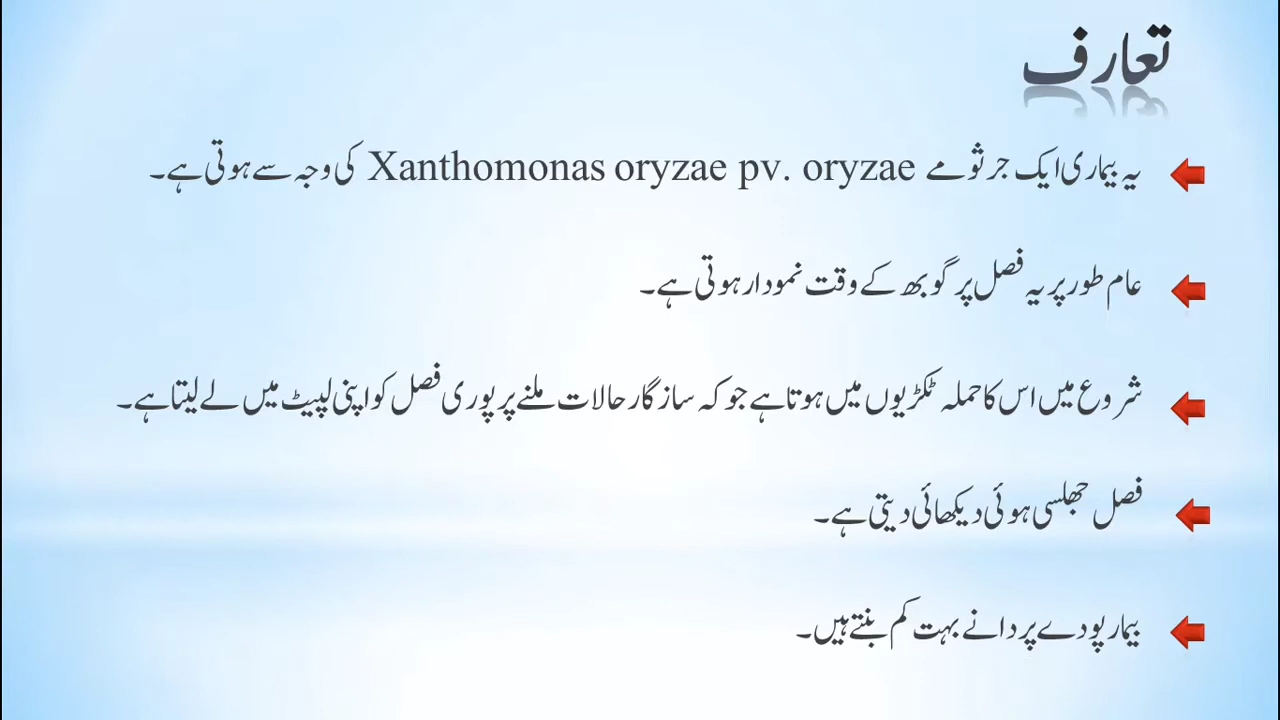 تعارف
یہ بیماری ایک جرثومے Xanthomonas oryzae pv. oryzae کی وجہ سے ہوتی ہے۔
عام طور پر یہ فصل پر گوبھ کے وقت نمودار ہوتی ہے۔
شروع میں اس کا حملہ ٹکڑیوں میں ہوتا ہے جو کہ سازگار حالات ملنے پر پوری فصل کو اپنی لپیٹ میں لے لیتا ہے۔
فصل جھلسی ہوئی دیکھائی دیتی ہے۔
بیمار پودے پر دانے بہت کم بنتے ہیں۔